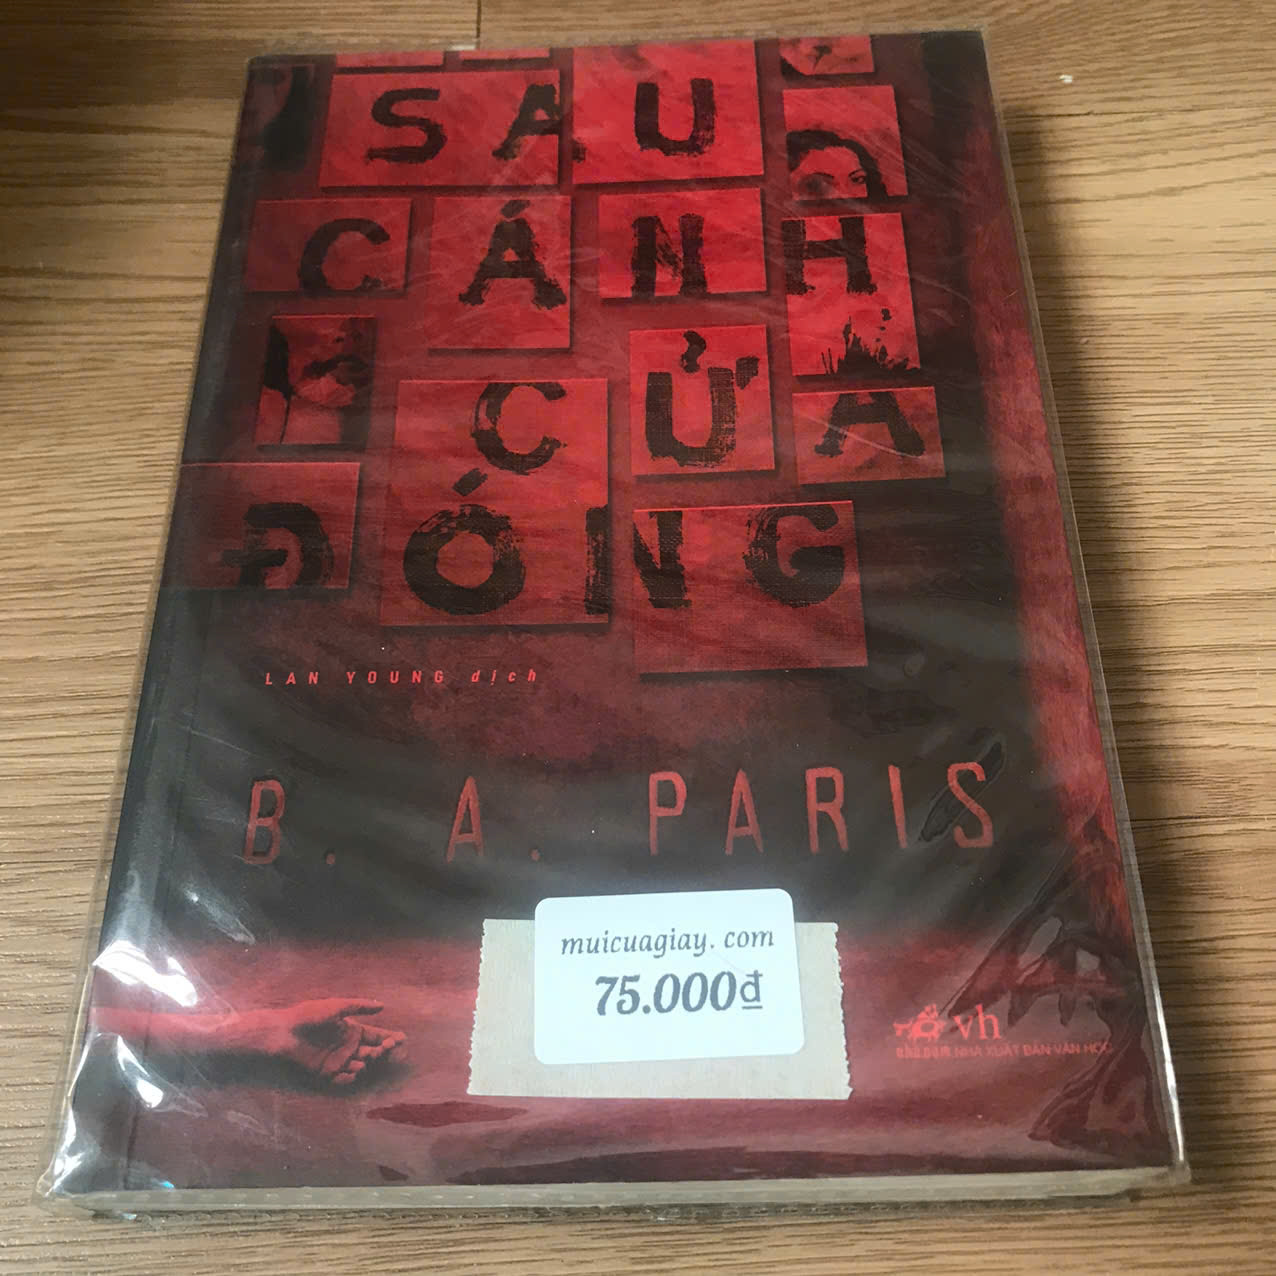 SAU
CÁNH
CỬA
ĐÓNG
LAN YOUNG dịch
B. A. PARIS
muicuagiay. com
75.000đ
vh
NHÀ XUẤT BẢN VĂN HỌC